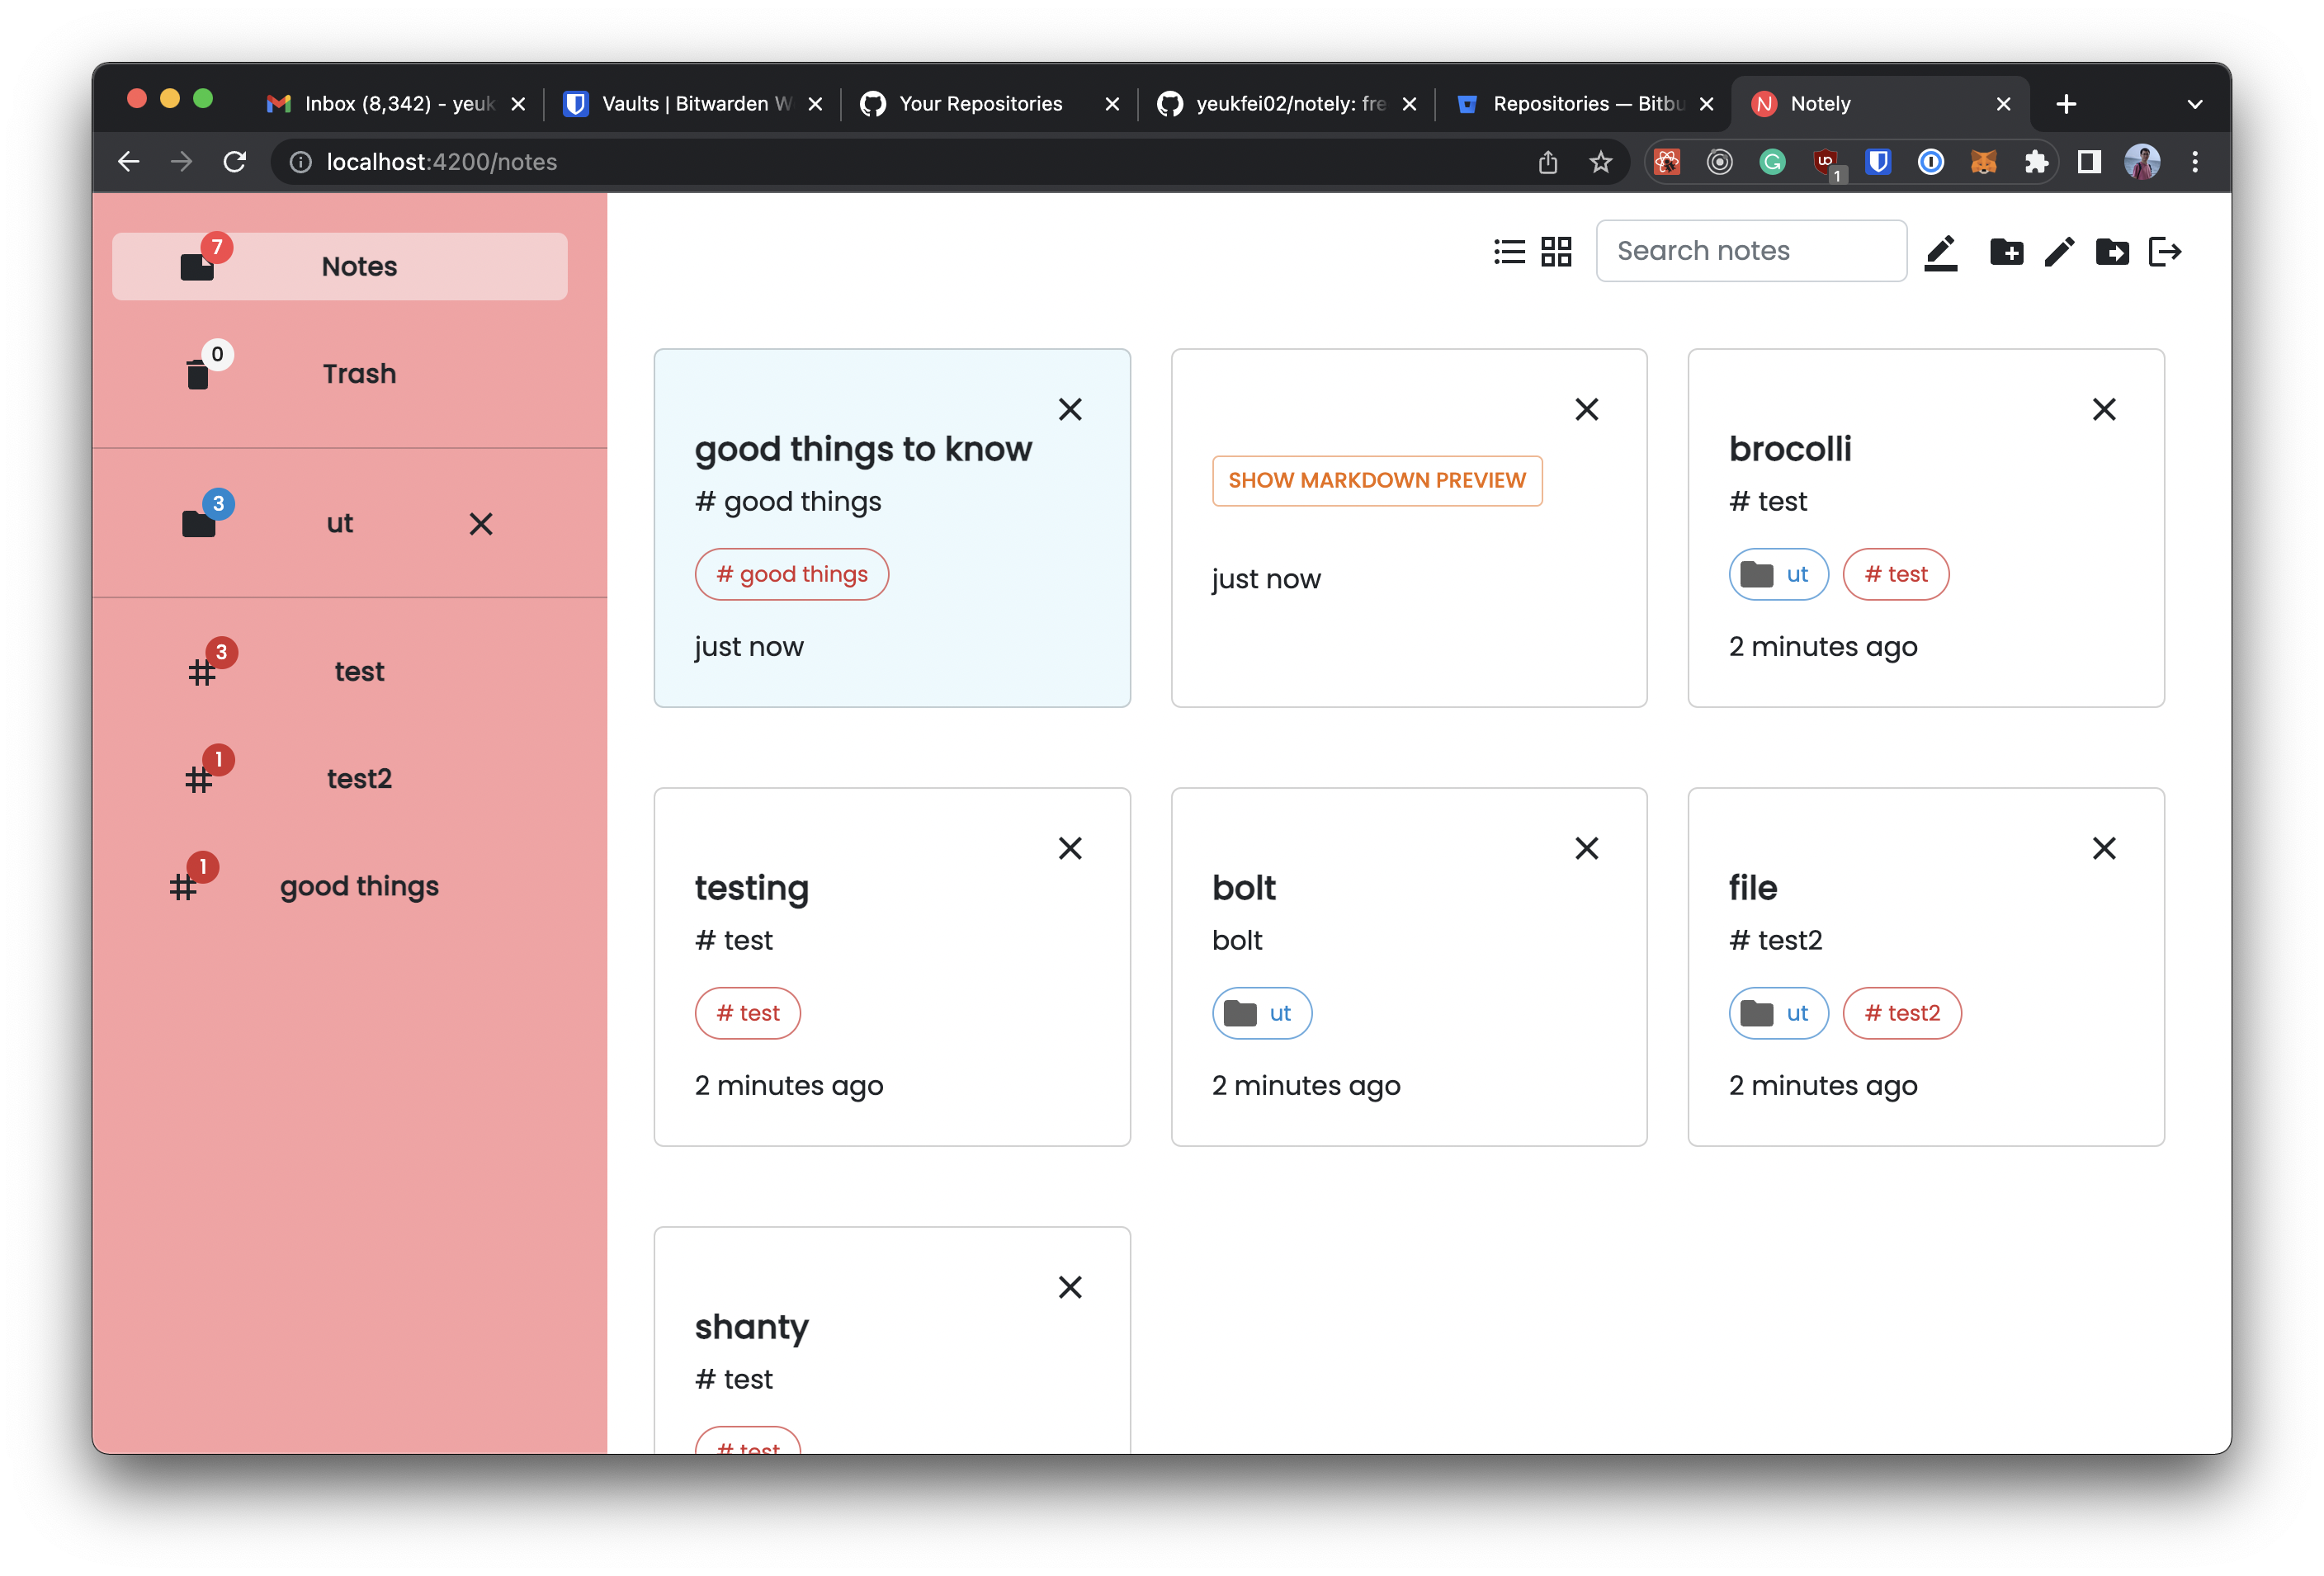 Inbox (8,342) - yeuk
Vaults | Bitwarden W
Your Repositories
yeukfei02/notely: fre
Repositories — Bitbu
Notely
localhost:4200/notes
1
7
Notes
0
Trash
3
ut
3
test
1
test2
1
good things
Search notes
good things to know
# good things
# good things
just now
SHOW MARKDOWN PREVIEW
just now
brocolli
# test
ut
# test
2 minutes ago
testing
# test
# test
2 minutes ago
bolt
bolt
ut
2 minutes ago
file
# test2
ut
# test2
2 minutes ago
shanty
# test
# test